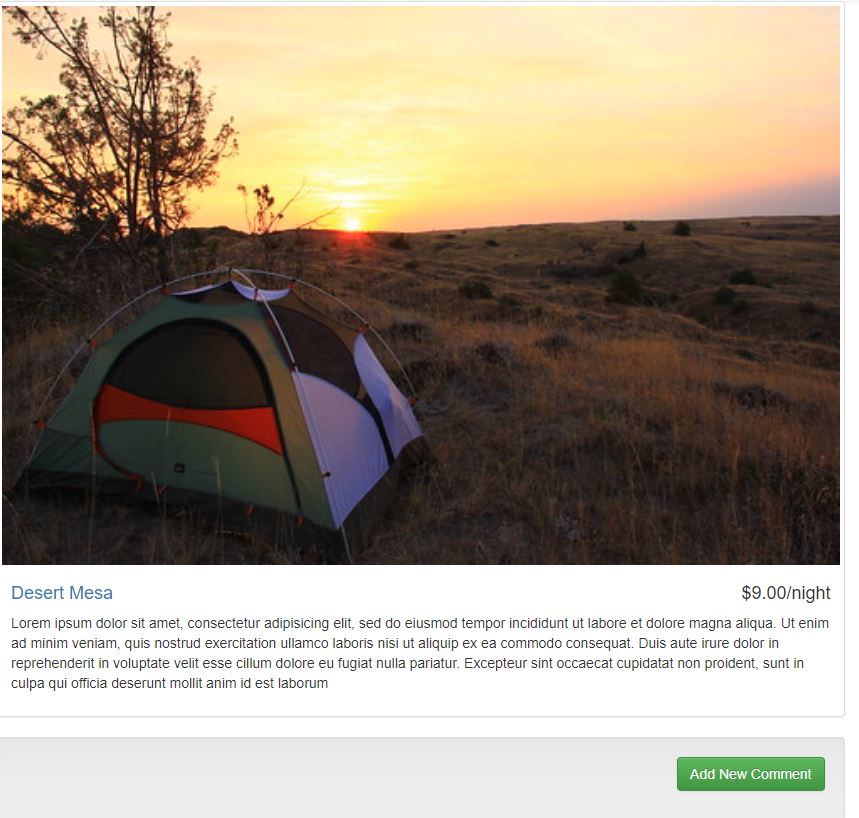 Desert Mesa $9.00/night
Lorem ipsum dolor sit amet, consectetur adipisicing elit, sed do eiusmod tempor incididunt ut labore et dolore magna aliqua. Ut enim
ad minim veniam, quis nostrud exercitation ullamco laboris nisi ut aliquip ex ea commodo consequat. Duis aute irure dolor in
reprehenderit in voluptate velit esse cillum dolore eu fugiat nulla pariatur. Excepteur sint occaecat cupidatat non proident, sunt in
culpa qui officia deserunt mollit anim id est laborum
Add New Comment